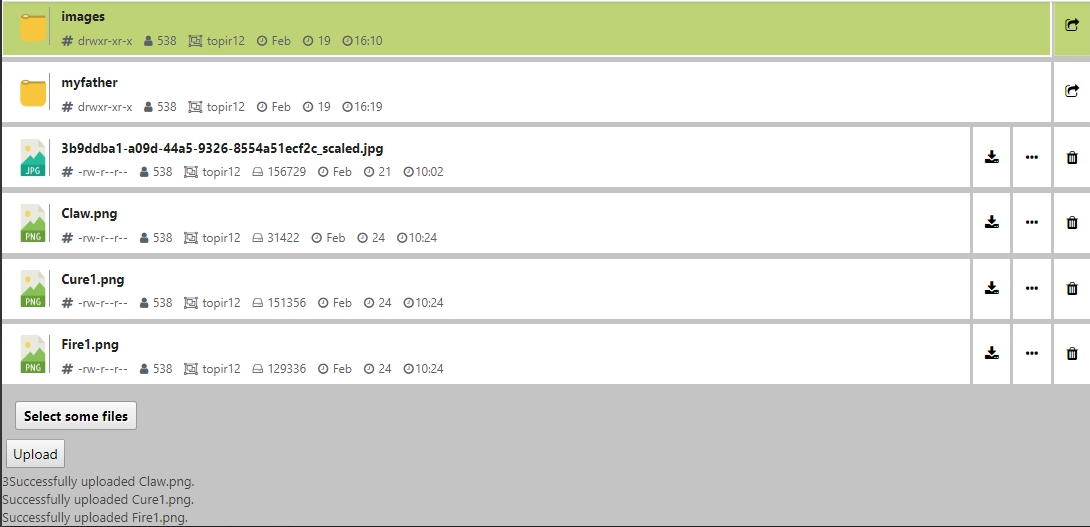 images
# drwxr-xr-x 538 topir12 Feb 19 16:10
myfather
# drwxr-xr-x 538 topir12 Feb 19 16:19
JPG
3b9ddba1-a09d-44a5-9326-8554a51ecf2c_scaled.jpg
# -rw-r--r-- 538 topir12 156729 Feb 21 10:02
PNG
Claw.png
# -rw-r--r-- 538 topir12 31422 Feb 24 10:24
PNG
Cure1.png
# -rw-r--r-- 538 topir12 151356 Feb 24 10:24
PNG
Fire1.png
# -rw-r--r-- 538 topir12 129336 Feb 24 10:24
Select some files
Upload
3Successfully uploaded Claw.png.
Successfully uploaded Cure1.png.
Successfully uploaded Fire1.png.